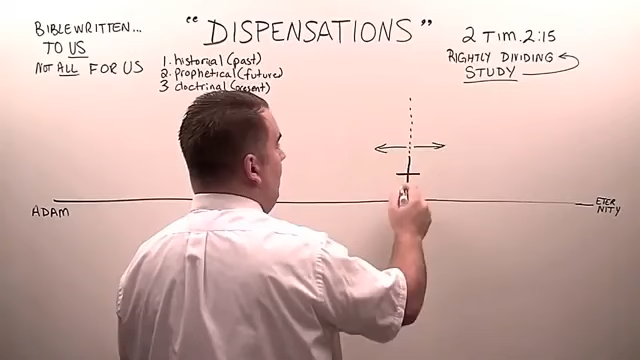 BIBLE WRITTEN...
TO US
NOT ALL FOR US
"DISPENSATIONS"
1. historial (past)
2. prophetical (future)
3 doctrinal (present)
2 TIM. 2:15
RIGHTLY DIVIDING
STUDY
ADAM
ETER
NITY